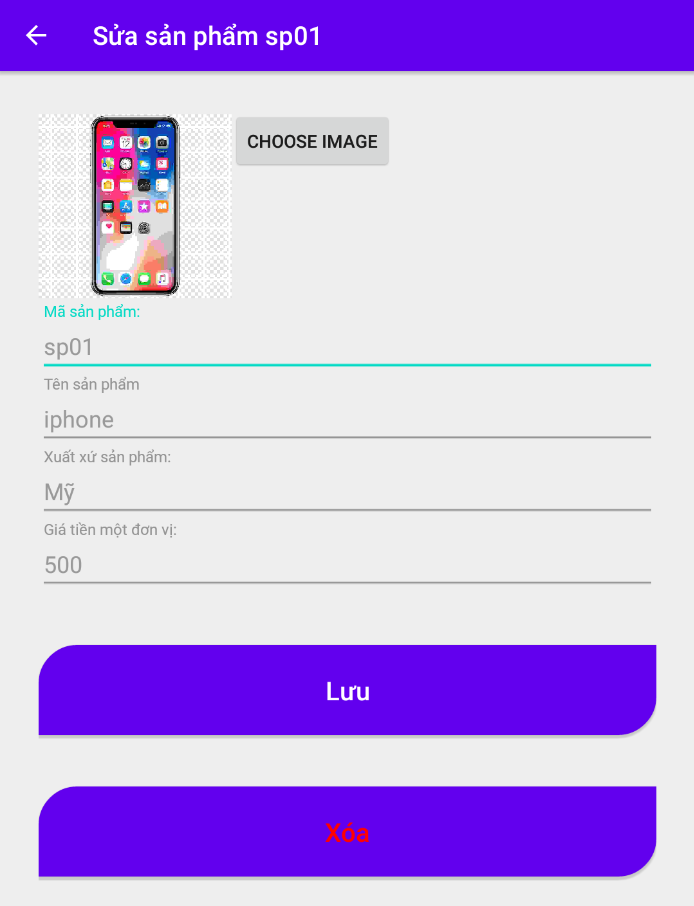 Sửa sản phẩm sp01
CHOOSE IMAGE
Mã sản phẩm:
sp01
Tên sản phẩm
iphone
Xuất xứ sản phẩm:
Mỹ
Giá tiền một đơn vị:
500
Lưu
Xóa